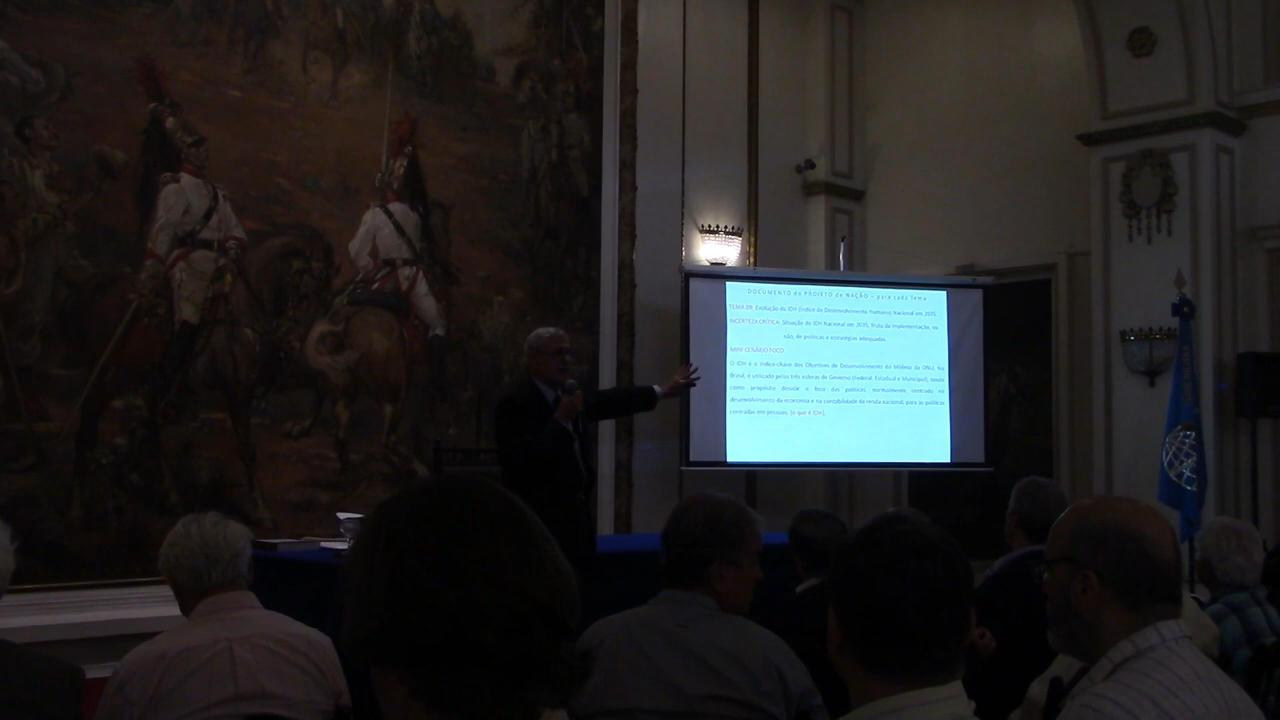 DOCUMENTO do PROJETO de NAÇÃO – para cada Tema
TEMA 09: Evolução do IDH (Índice de Desenvolvimento Humano) Nacional em 2035.
INCERTEZA CRÍTICA: Situação do IDH Nacional em 2035, fruto da implementação, ou
não, de políticas e estratégias adequadas.
MINI CENÁRIO FOCO
O IDH é o índice-chave dos Objetivos de Desenvolvimento do Milênio da ONU. No
Brasil, é utilizado pelas três esferas de Governo (Federal, Estadual e Municipal), tendo
como propósito desviar o foco das políticas, normalmente centrado no
desenvolvimento da economia e na contabilidade da renda nacional, para as políticas
centradas em pessoas. (o que é IDH).